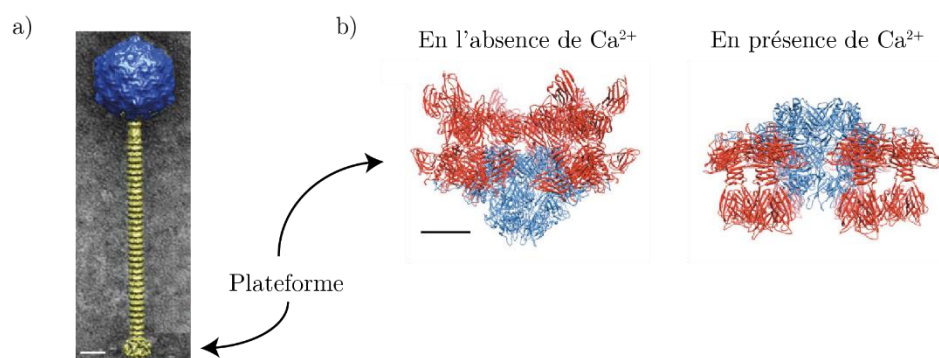 a)
b)
En l'absence de Ca²⁺
En présence de Ca²⁺
Plateforme